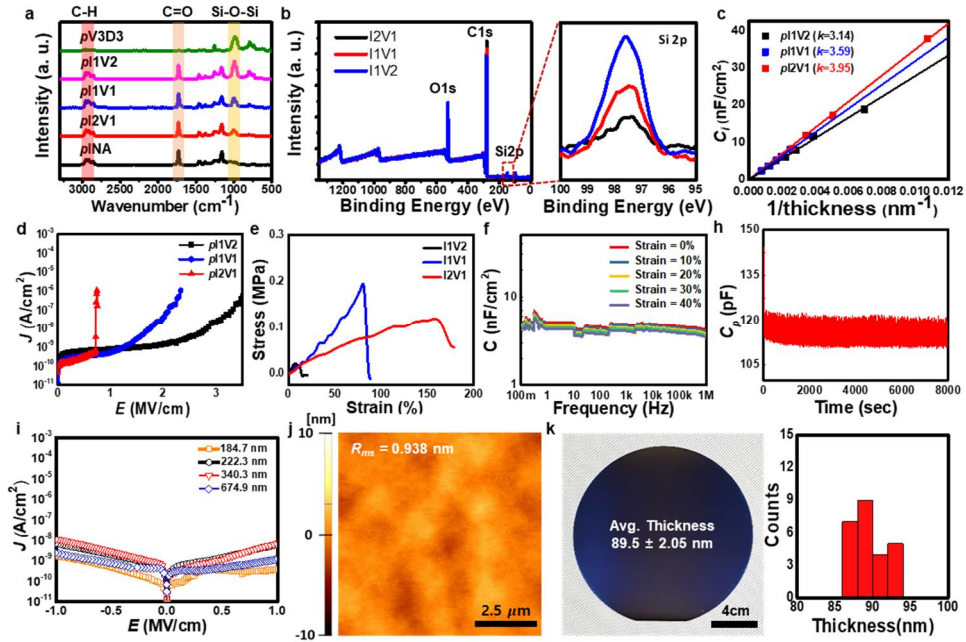 a
C-H
C=O
Si-O-Si
pV3D3
pI1V2
pI1V1
pI2V1
pINA
Intensity (a. u.)
3000 2500 2000 1500 1000 500
Wavenumber (cm-1)
b
I2V1
I1V1
I1V2
C1s
O1s
Si2p
Intensity (a. u.)
1200 1000 800 600 400 200 0
Binding Energy (eV)
Si 2p
100 99 98 97 96 95
Binding Energy (eV)
c
pI1V2 (k=3.14)
pI1V1 (k=3.59)
pI2V1 (k=3.95)
Ci (nF/cm2)
40
30
20
10
0
0.000 0.002 0.004 0.006 0.008 0.010 0.012
1/thickness (nm-1)
d
pI1V2
pI1V1
pI2V1
J (A/cm2)
10-3
10-4
10-5
10-6
10-7
10-8
10-9
10-10
10-11
0 1 2 3
E (MV/cm)
e
I1V2
I1V1
I2V1
Stress (MPa)
0.3
0.2
0.1
0.0
0 50 100 150 200
Strain (%)
f
Strain = 0%
Strain = 10%
Strain = 20%
Strain = 30%
Strain = 40%
C (nF/cm2)
10
1
100m 1 10 100 1k 10k 100k 1M
Frequency (Hz)
h
Cp (pF)
150
135
120
105
0 2000 4000 6000 8000
Time (sec)
i
184.7 nm
222.3 nm
340.3 nm
674.9 nm
J (A/cm2)
10-3
10-4
10-5
10-6
10-7
10-8
10-9
10-10
10-11
-1.0 -0.5 0.0 0.5 1.0
E (MV/cm)
j
[nm]
10
0
-10
Rms = 0.938 nm
2.5 μm
k
Avg. Thickness
89.5 ± 2.05 nm
4cm
Counts
15
12
9
6
3
0
80 85 90 95 100
Thickness(nm)